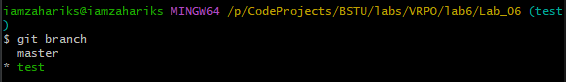 iamzahariks@iamzahariks MINGW64 /p/CodeProjects/BSTU/labs/VRPO/lab6/Lab_06 (test
)
$ git branch
  master
* test